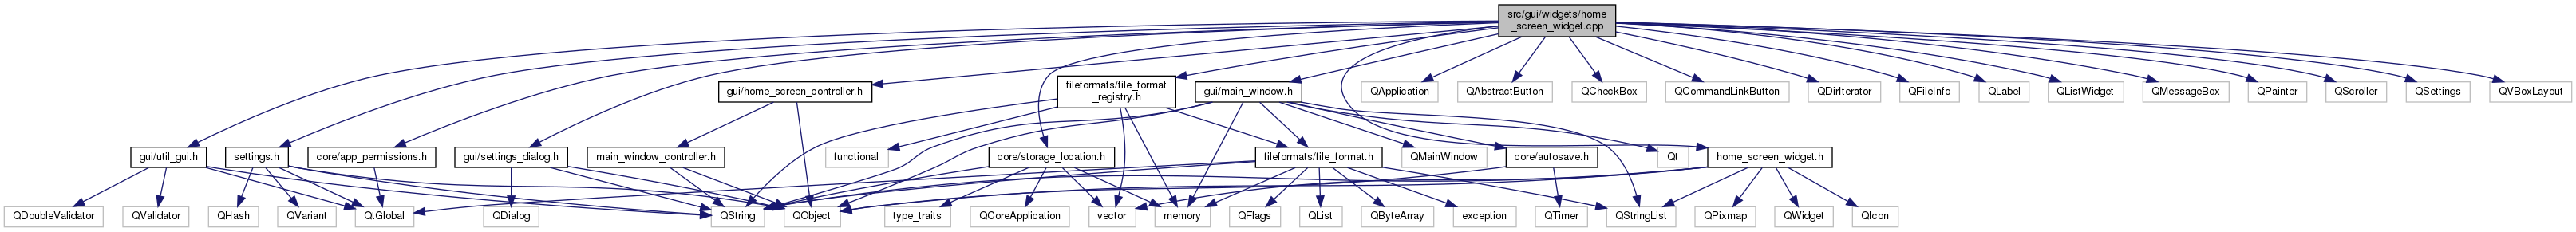 src/gui/widgets/home
_screen_widget.cpp
gui/home_screen_controller.h
fileformats/file_format
_registry.h
gui/main_window.h
QApplication
QAbstractButton
QCheckBox
QCommandLinkButton
QDirIterator
QFileInfo
QLabel
QListWidget
QMessageBox
QPainter
QScroller
QSettings
QVBoxLayout
gui/util_gui.h
settings.h
core/app_permissions.h
gui/settings_dialog.h
main_window_controller.h
functional
core/storage_location.h
fileformats/file_format.h
QMainWindow
core/autosave.h
Qt
home_screen_widget.h
QDoubleValidator
QValidator
QHash
QVariant
QtGlobal
QDialog
QString
QObject
type_traits
QCoreApplication
vector
memory
QFlags
QList
QByteArray
exception
QTimer
QStringList
QPixmap
QWidget
QIcon